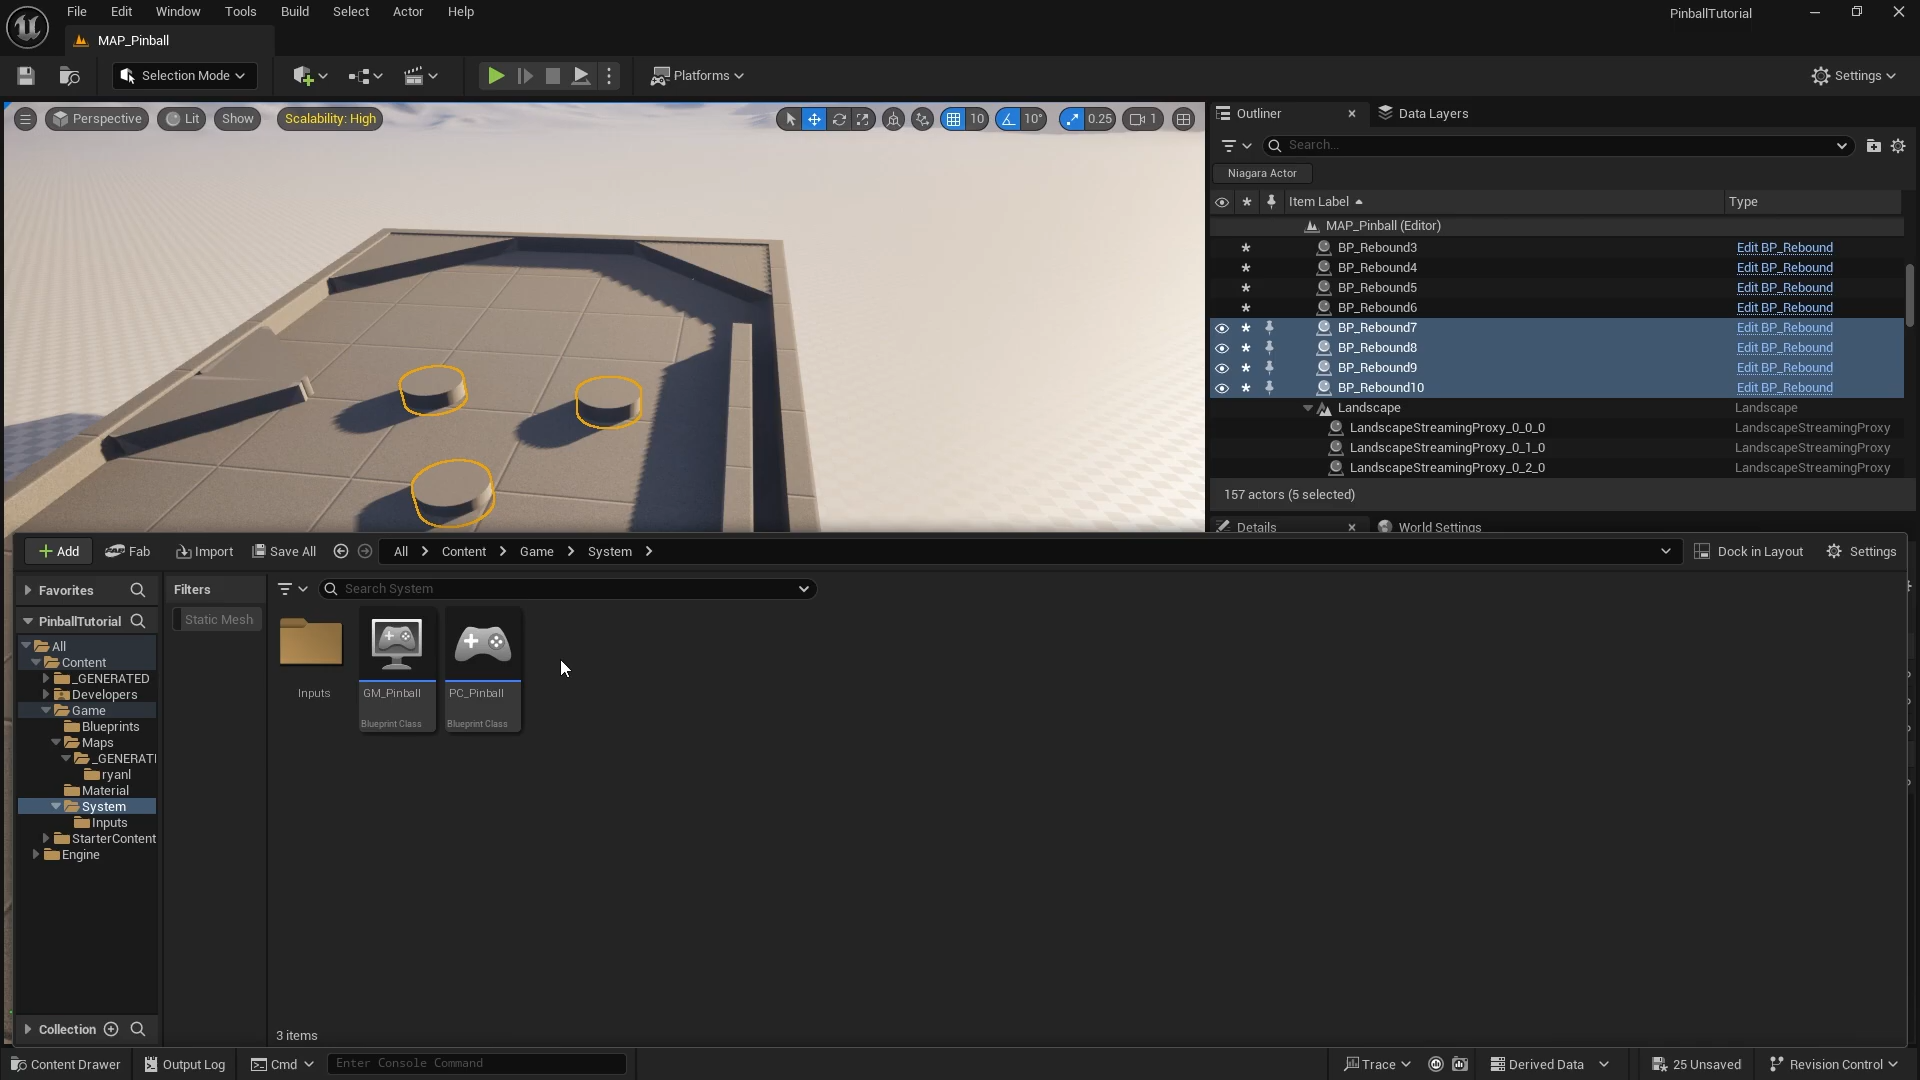 File Edit Window Tools Build Select Actor Help
PinballTutorial
MAP_Pinball
Selection Mode
Platforms
Settings
Perspective Lit Show Scalability: High
10 10° 0.25 1
Outliner
Data Layers
Search...
Niagara Actor
Item Label Type
MAP_Pinball (Editor)
BP_Rebound3 Edit BP_Rebound
BP_Rebound4 Edit BP_Rebound
BP_Rebound5 Edit BP_Rebound
BP_Rebound6 Edit BP_Rebound
BP_Rebound7 Edit BP_Rebound
BP_Rebound8 Edit BP_Rebound
BP_Rebound9 Edit BP_Rebound
BP_Rebound10 Edit BP_Rebound
Landscape Landscape
LandscapeStreamingProxy_0_0_0 LandscapeStreamingProxy
LandscapeStreamingProxy_0_1_0 LandscapeStreamingProxy
LandscapeStreamingProxy_0_2_0 LandscapeStreamingProxy
157 actors (5 selected)
Details World Settings
Add Fab Import Save All All Content Game System Dock in Layout Settings
Favorites
PinballTutorial
All
Content
_GENERATED
Developers
Game
Blueprints
Maps
_GENERATI
ryanl
Material
System
Inputs
StarterContent
Engine
Collection
Filters
Static Mesh
Search System
Inputs
GM_Pinball
Blueprint Class
PC_Pinball
Blueprint Class
3 items
Content Drawer Output Log Cmd Enter Console Command Trace Derived Data 25 Unsaved Revision Control